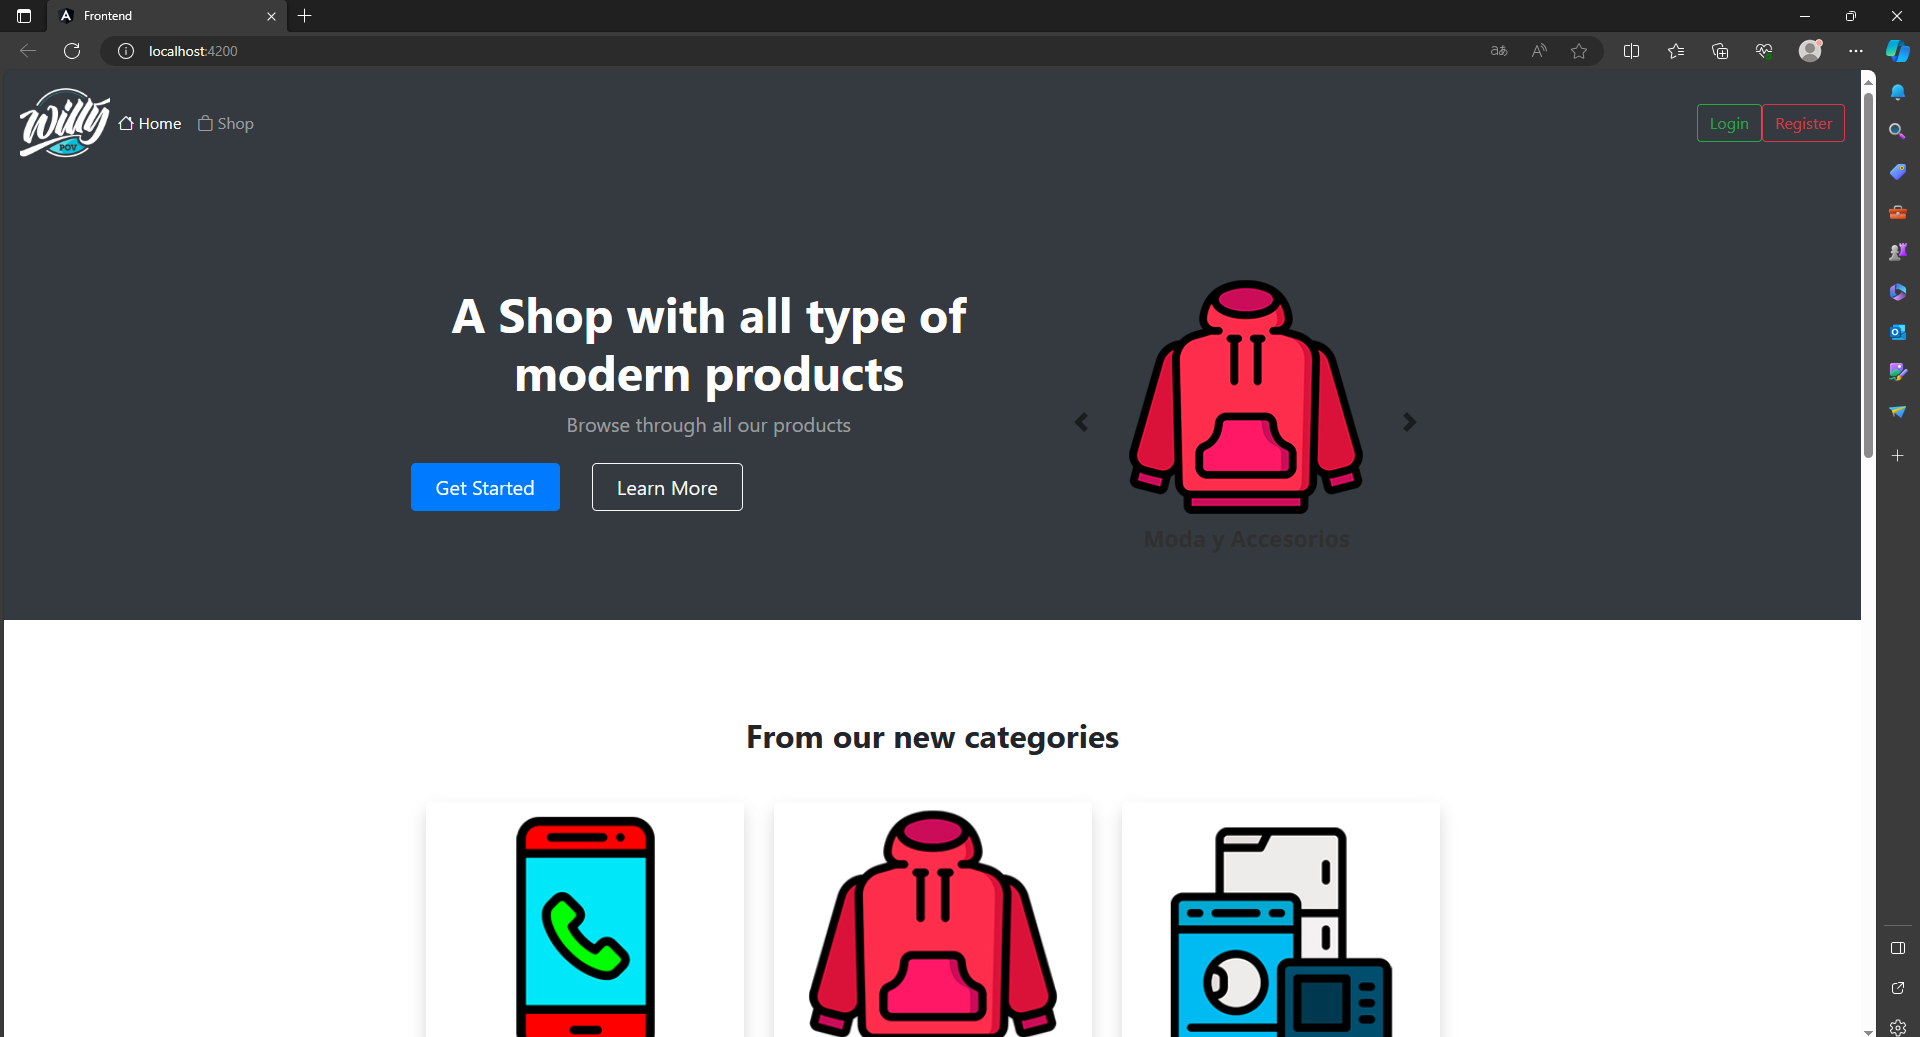 Frontend
localhost:4200
Willy
POV
Home
Shop
Login
Register
A Shop with all type of
modern products
Browse through all our products
Get Started
Learn More
Moda y Accesorios
From our new categories